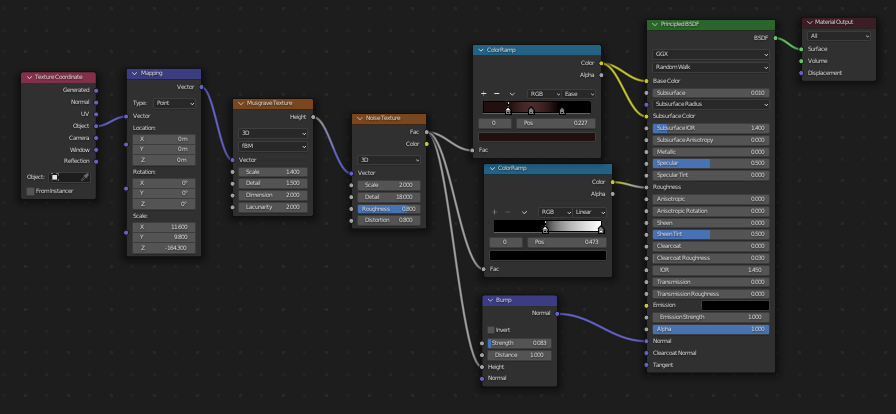 Texture Coordinate
Generated
Normal
UV
Object
Camera
Window
Reflection
Object:
From Instancer
Mapping
Vector
Type: Point
Vector
Location:
X 0 m
Y 0 m
Z 0 m
Rotation:
X 0°
Y 0°
Z 0°
Scale:
X 11.600
Y 9.800
Z -164.300
Musgrave Texture
Height
3D
fBM
Vector
Scale 1.400
Detail 1.500
Dimension 2.000
Lacunarity 2.000
Noise Texture
Fac
Color
3D
Vector
Scale 2.000
Detail 18.000
Roughness 0.800
Distortion 0.800
ColorRamp
Color
Alpha
+ − RGB Ease
0 Pos 0.227
Fac
ColorRamp
Color
Alpha
+ − RGB Linear
0 Pos 0.473
Fac
Bump
Normal
Invert
Strength 0.083
Distance 1.000
Height
Normal
Principled BSDF
BSDF
GGX
Random Walk
Base Color
Subsurface 0.010
Subsurface Radius
Subsurface Color
Subsurface IOR 1.400
Subsurface Anisotropy 0.000
Metallic 0.000
Specular 0.500
Specular Tint 0.000
Roughness
Anisotropic 0.000
Anisotropic Rotation 0.000
Sheen 0.000
Sheen Tint 0.500
Clearcoat 0.000
Clearcoat Roughness 0.030
IOR 1.450
Transmission 0.000
Transmission Roughness 0.000
Emission
Emission Strength 1.000
Alpha 1.000
Normal
Clearcoat Normal
Tangent
Material Output
All
Surface
Volume
Displacement